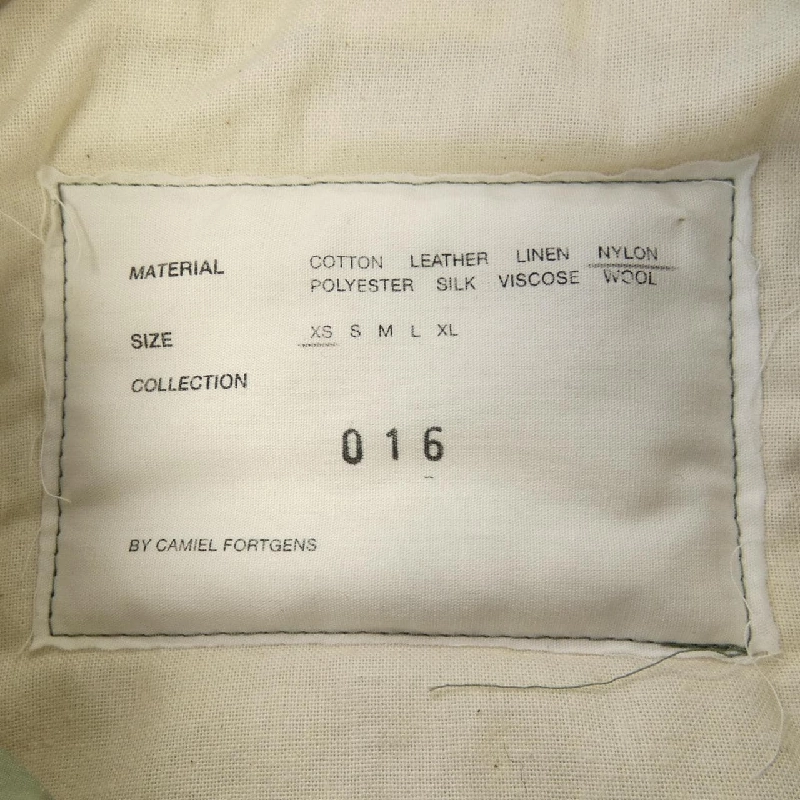 MATERIAL COTTON LEATHER LINEN NYLON
POLYESTER SILK VISCOSE WOOL
SIZE XS S M L XL
COLLECTION
016
BY CAMIEL FORTGENS